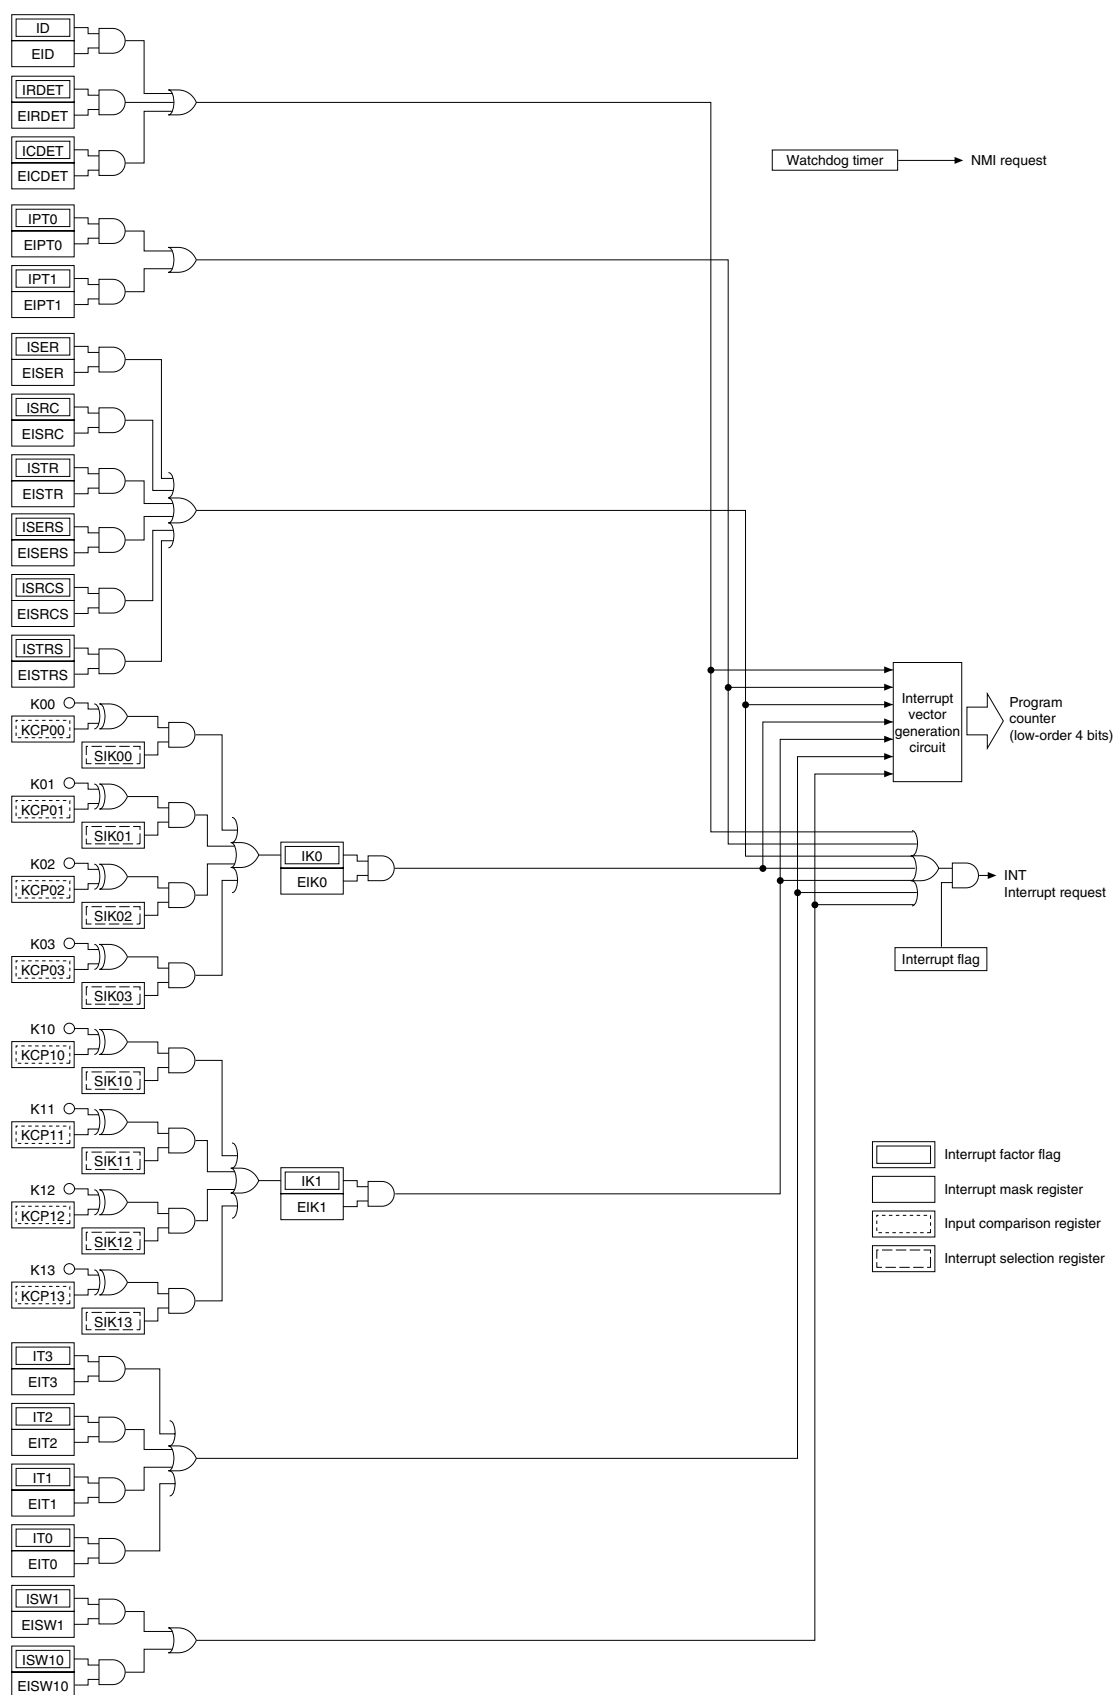 ID
EID
IRDET
EIRDET
ICDET
EICDET
Watchdog timer
NMI request
IPT0
EIPT0
IPT1
EIPT1
ISER
EISER
ISRC
EISRC
ISTR
EISTR
ISERS
EISERS
ISRCS
EISRCS
ISTRS
EISTRS
Interrupt
vector
generation
circuit
Program
counter
(low-order 4 bits)
K00
KCP00
SIK00
K01
KCP01
SIK01
K02
KCP02
SIK02
K03
KCP03
SIK03
IK0
EIK0
INT
Interrupt request
Interrupt flag
K10
KCP10
SIK10
K11
KCP11
SIK11
K12
KCP12
SIK12
K13
KCP13
SIK13
IK1
EIK1
Interrupt factor flag
Interrupt mask register
Input comparison register
Interrupt selection register
IT3
EIT3
IT2
EIT2
IT1
EIT1
IT0
EIT0
ISW1
EISW1
ISW10
EISW10